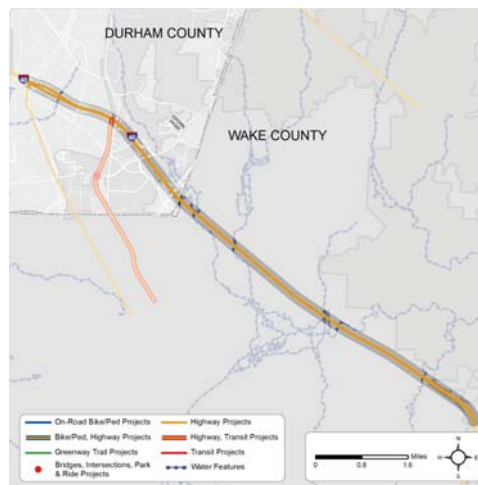 DURHAM COUNTY
WAKE COUNTY
40
40
On-Road Bike/Ped Projects
Bike/Ped, Highway Projects
Greenway Trail Projects
Bridges, Intersections, Park
& Ride Projects
Highway Projects
Highway, Transit Projects
Transit Projects
Water Features
Miles
0 0.8 1.6
N
W E
S